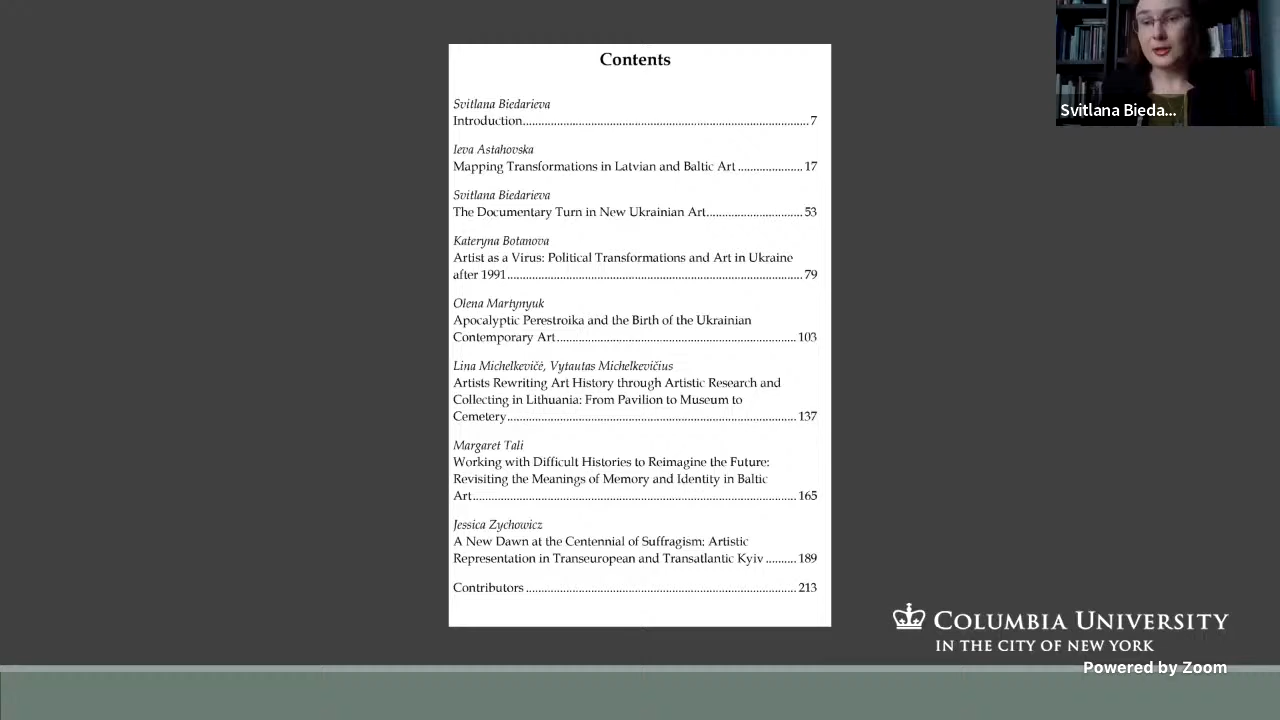 Contents
Svitlana Biedarieva
Introduction....................................................................................................7
Ieva Astahovska
Mapping Transformations in Latvian and Baltic Art.....................17
Svitlana Biedarieva
The Documentary Turn in New Ukrainian Art...............................53
Kateryna Botanova
Artist as a Virus: Political Transformations and Art in Ukraine
after 1991...............................................................................................79
Olena Martynyuk
Apocalyptic Perestroika and the Birth of the Ukrainian
Contemporary Art.............................................................................103
Lina Michelkevičė, Vytautas Michelkevičius
Artists Rewriting Art History through Artistic Research and
Collecting in Lithuania: From Pavilion to Museum to
Cemetery.............................................................................................137
Margaret Tali
Working with Difficult Histories to Reimagine the Future:
Revisiting the Meanings of Memory and Identity in Baltic
Art.......................................................................................................165
Jessica Zychowicz
A New Dawn at the Centennial of Suffragism: Artistic
Representation in Transeuropean and Transatlantic Kyiv..........189
Contributors.......................................................................................213
Svitlana Bieda...
COLUMBIA UNIVERSITY
IN THE CITY OF NEW YORK
Powered by Zoom